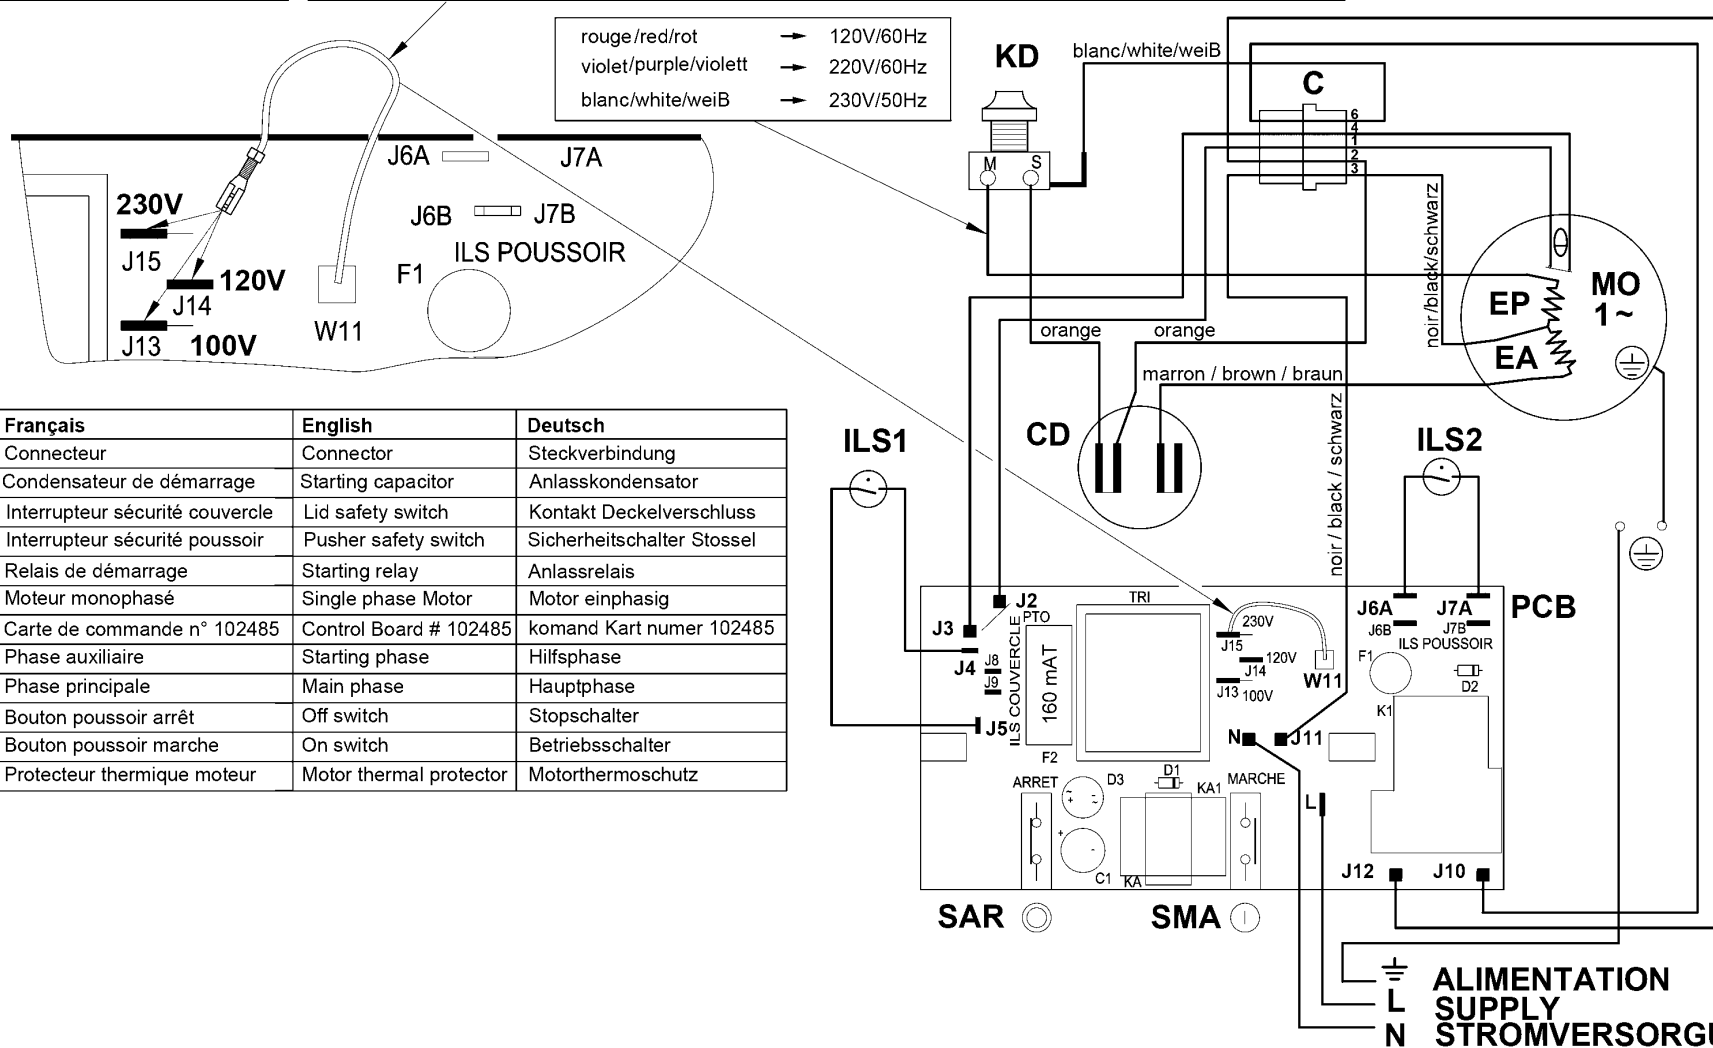 rouge/red/rot → 120V/60Hz
violet/purple/violett → 220V/60Hz
blanc/white/weiB → 230V/50Hz
KD
blanc/white/weiB
C
6
4
1
2
3
M S
J6A
J7A
J6B
J7B
ILS POUSSOIR
230V
J15
120V
J14
J13
100V
F1
W11
noir/black/schwarz
MO
1~
EP
EA
orange
orange
marron / brown / braun
noir / black / schwarz
CD
ILS1
ILS2
Français English Deutsch
Connecteur Connector Steckverbindung
Condensateur de démarrage Starting capacitor Anlasskondensator
Interrupteur sécurité couvercle Lid safety switch Kontakt Deckelverschluss
Interrupteur sécurité poussoir Pusher safety switch Sicherheitschalter Stossel
Relais de démarrage Starting relay Anlassrelais
Moteur monophasé Single phase Motor Motor einphasig
Carte de commande n° 102485 Control Board # 102485 komand Kart numer 102485
Phase auxiliaire Starting phase Hilfsphase
Phase principale Main phase Hauptphase
Bouton poussoir arrêt Off switch Stopschalter
Bouton poussoir marche On switch Betriebsschalter
Protecteur thermique moteur Motor thermal protector Motorthermoschutz
PCB
J2
J3
J4
J5
J8
J9
ILS COUVERCLE
PTO
160 mAT
F2
TRI
230V
J15
120V
J14
J13
100V
W11
J6A
J7A
J6B
J7B
ILS POUSSOIR
F1
D2
K1
N
J11
ARRET
D3
~ -
+ ~
+
-
C1
D1
KA1
KA
MARCHE
L
J12
J10
SAR
SMA
ALIMENTATION
L SUPPLY
N STROMVERSORGU